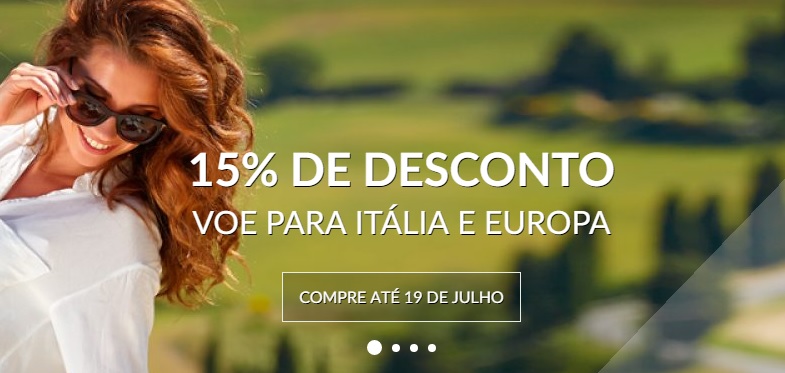 15% DE DESCONTO
VOE PARA ITÁLIA E EUROPA
COMPRE ATÉ 19 DE JULHO